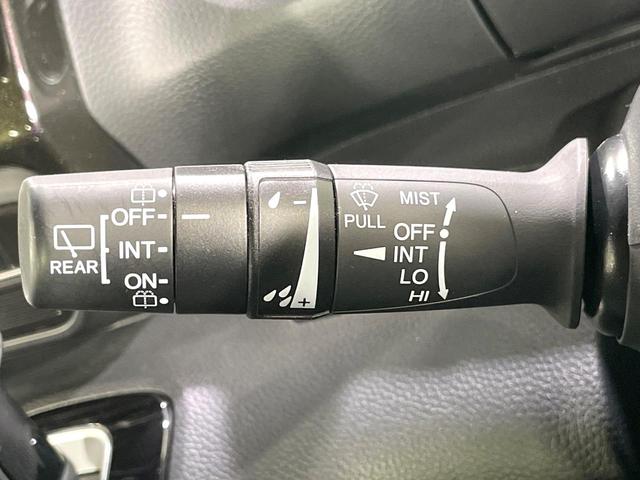 REAR
OFF
INT
ON
−
+
PULL
MIST
OFF
INT
LO
HI